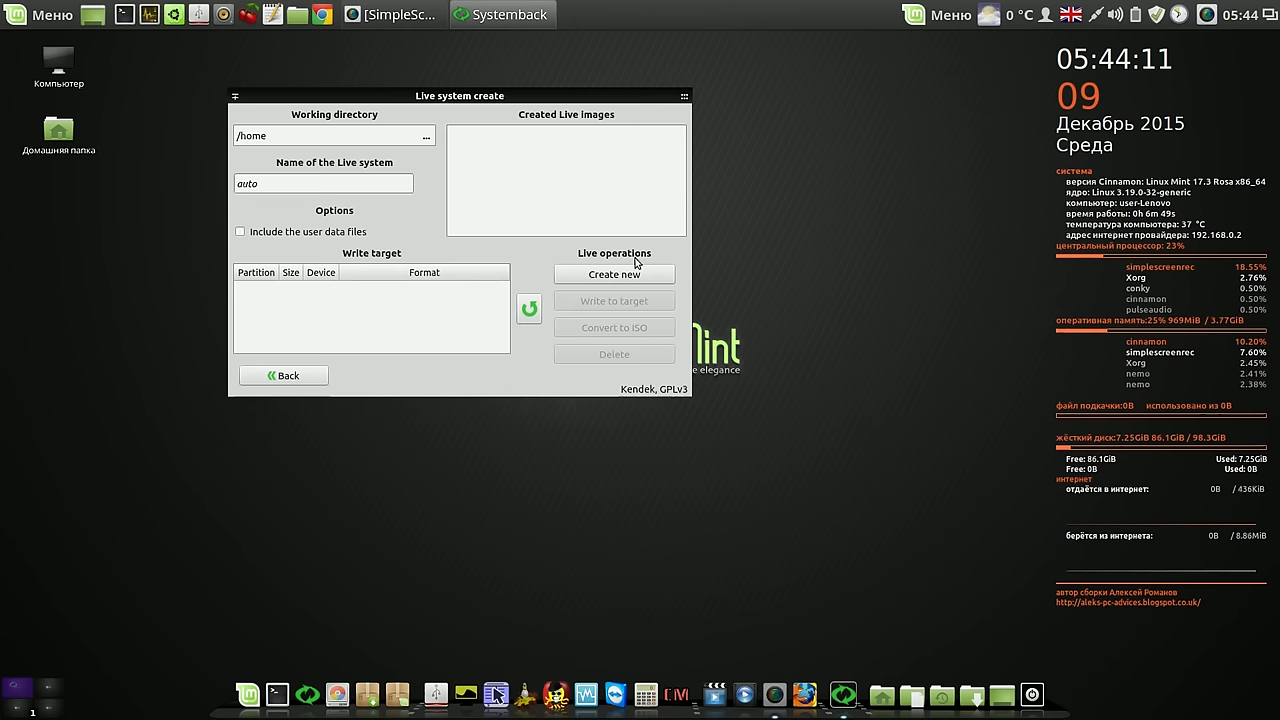 Меню
[SimpleSc...
Systemback
Меню
0 °C
05:44
Компьютер
Домашняя папка
Live system create
Working directory
/home
...
Name of the Live system
auto
Options
Include the user data files
Created Live images
Write target
Partition Size Device Format
Live operations
Create new
Write to target
Convert to ISO
Delete
Back
Kendek, GPLv3
e elegance
05:44:11
09
Декабрь 2015
Среда
система
версия Cinnamon: Linux Mint 17.3 Rosa x86_64
ядро: Linux 3.19.0-32-generic
компьютер: user-Lenovo
время работы: 0h 6m 49s
температура компьютера: 37 °C
адрес интернет провайдера: 192.168.0.2
центральный процессор: 23%
simplescreenrec 18.55%
Xorg 2.76%
conky 0.50%
cinnamon 0.50%
pulseaudio 0.50%
оперативная память:25% 969MiB / 3.77GiB
cinnamon 10.20%
simplescreenrec 7.60%
Xorg 2.45%
nemo 2.41%
nemo 2.38%
файл подкачки:0B использовано из 0B
жёсткий диск:7.25GiB 86.1GiB / 98.3GiB
Free: 86.1GiB Used: 7.25GiB
Free: 0B Used: 0B
интернет
отдаётся в интернет: 0B / 436KiB
берётся из интернета: 0B / 8.86MiB
автор сборки Алексей Романов
http://aleks-pc-advices.blogspot.co.uk/
1